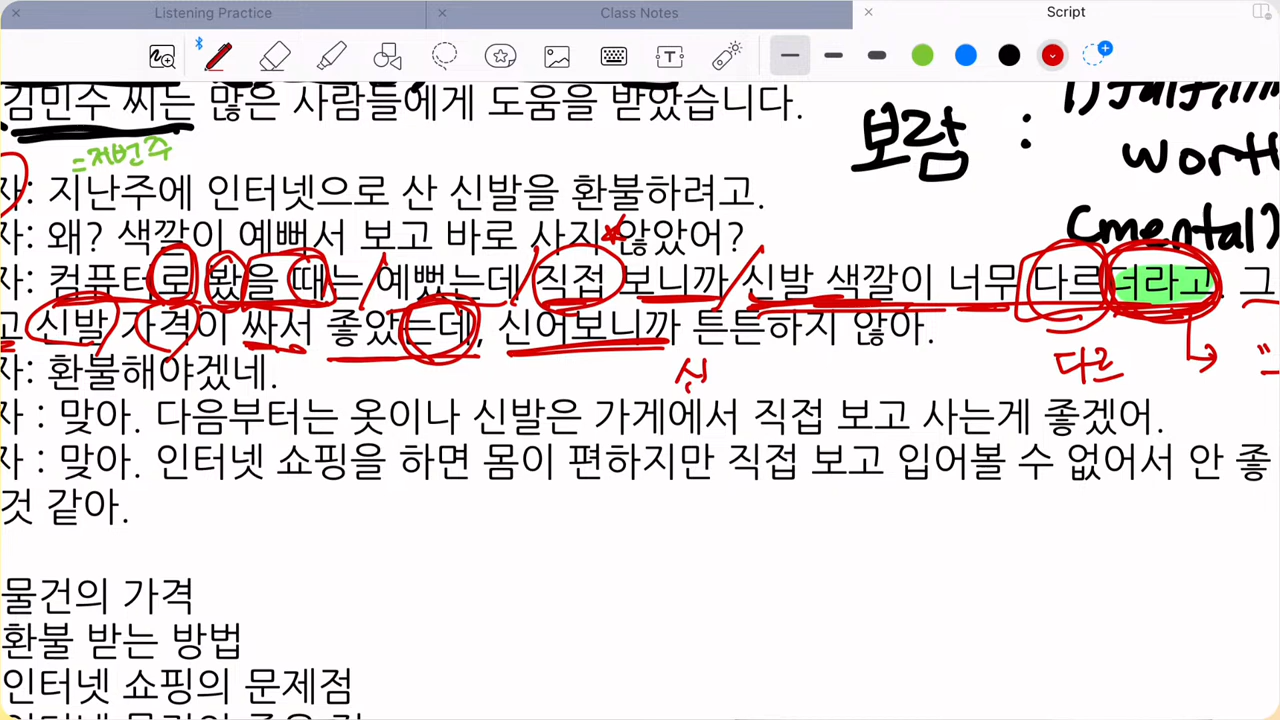 Listening Practice
Class Notes
Script
김민수 씨는 많은 사람들에게 도움을 받았습니다.
보람 :
=저번주
자: 지난주에 인터넷으로 산 신발을 환불하려고.
자: 왜? 색깔이 예뻐서 보고 바로 사지 않았어?
(mental)
자: 컴퓨터로 봤을 때는 예뻤는데 직접 보니까 신발 색깔이 너무 다르더라고. 그
고 신발 가격이 싸서 좋았는데, 신어보니까 튼튼하지 않아.
신
다르
자: 환불해야겠네.
자 : 맞아. 다음부터는 옷이나 신발은 가게에서 직접 보고 사는게 좋겠어.
자 : 맞아. 인터넷 쇼핑을 하면 몸이 편하지만 직접 보고 입어볼 수 없어서 안 좋
것 같아.
물건의 가격
환불 받는 방법
인터넷 쇼핑의 문제점